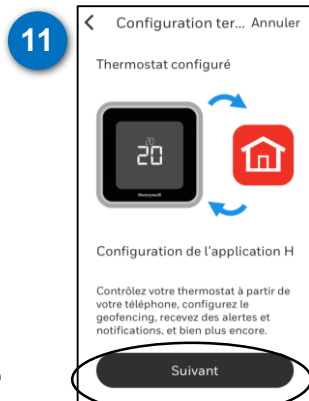 11
Configuration ter... Annuler
Thermostat configuré
20
20
Honeywell
Configuration de l'application H
Contrôlez votre thermostat à partir de
votre téléphone, configurez le
geofencing, recevez des alertes et
notifications, et bien plus encore.
Suivant